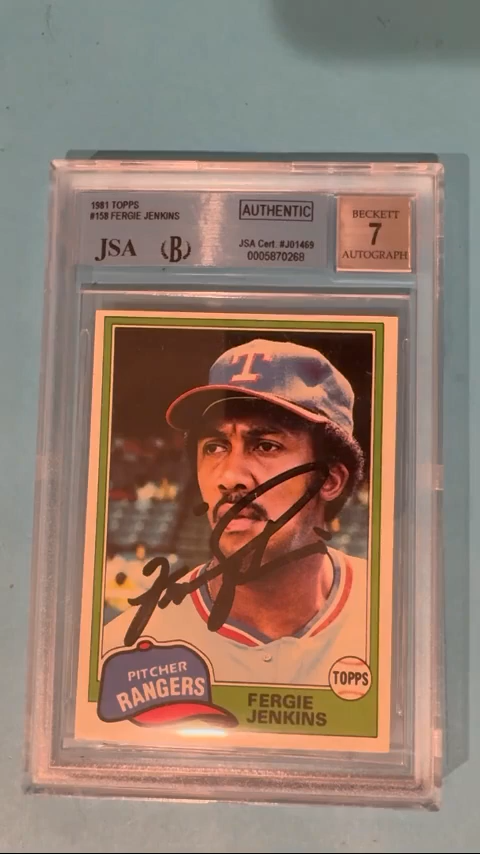 1981 TOPPS
#158 FERGIE JENKINS
JSA
B
AUTHENTIC
JSA Cert. #J01469
0005870268
BECKETT
7
AUTOGRAPH
T
PITCHER
RANGERS
FERGIE
JENKINS
TOPPS